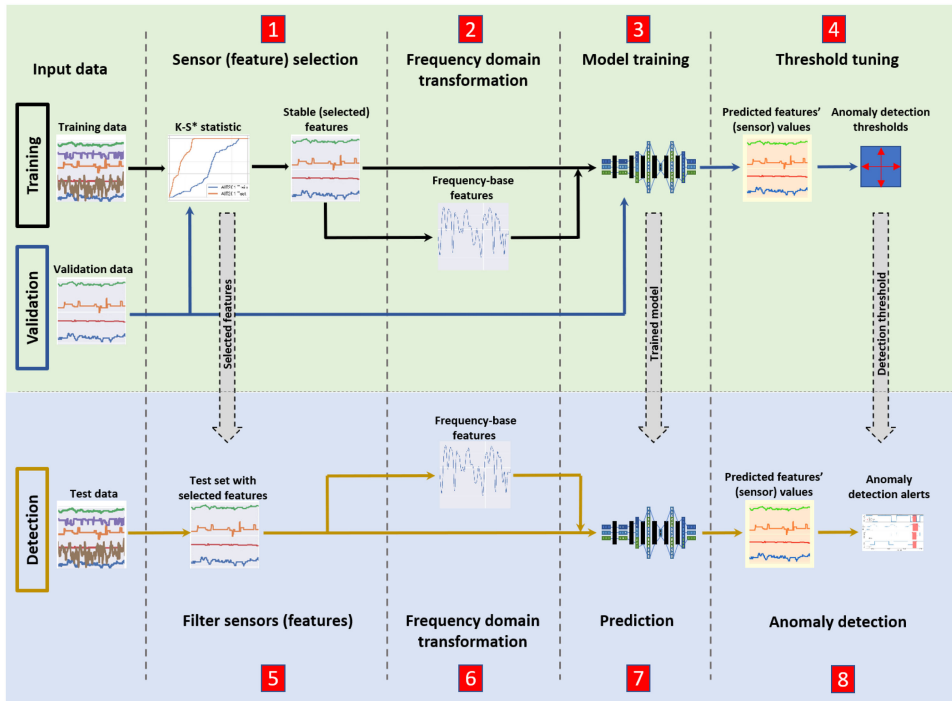 1
2
3
4
Input data
Sensor (feature) selection
Frequency domain
transformation
Model training
Threshold tuning
Training
Training data
K-S* statistic
Stable (selected)
features
Frequency-base
features
Predicted features'
(sensor) values
Anomaly detection
thresholds
Validation
Validation data
Selected features
Trained model
Detection threshold
Detection
Test data
Test set with
selected features
Frequency-base
features
Predicted features'
(sensor) values
Anomaly
detection alerts
Filter sensors (features)
Frequency domain
transformation
Prediction
Anomaly detection
5
6
7
8